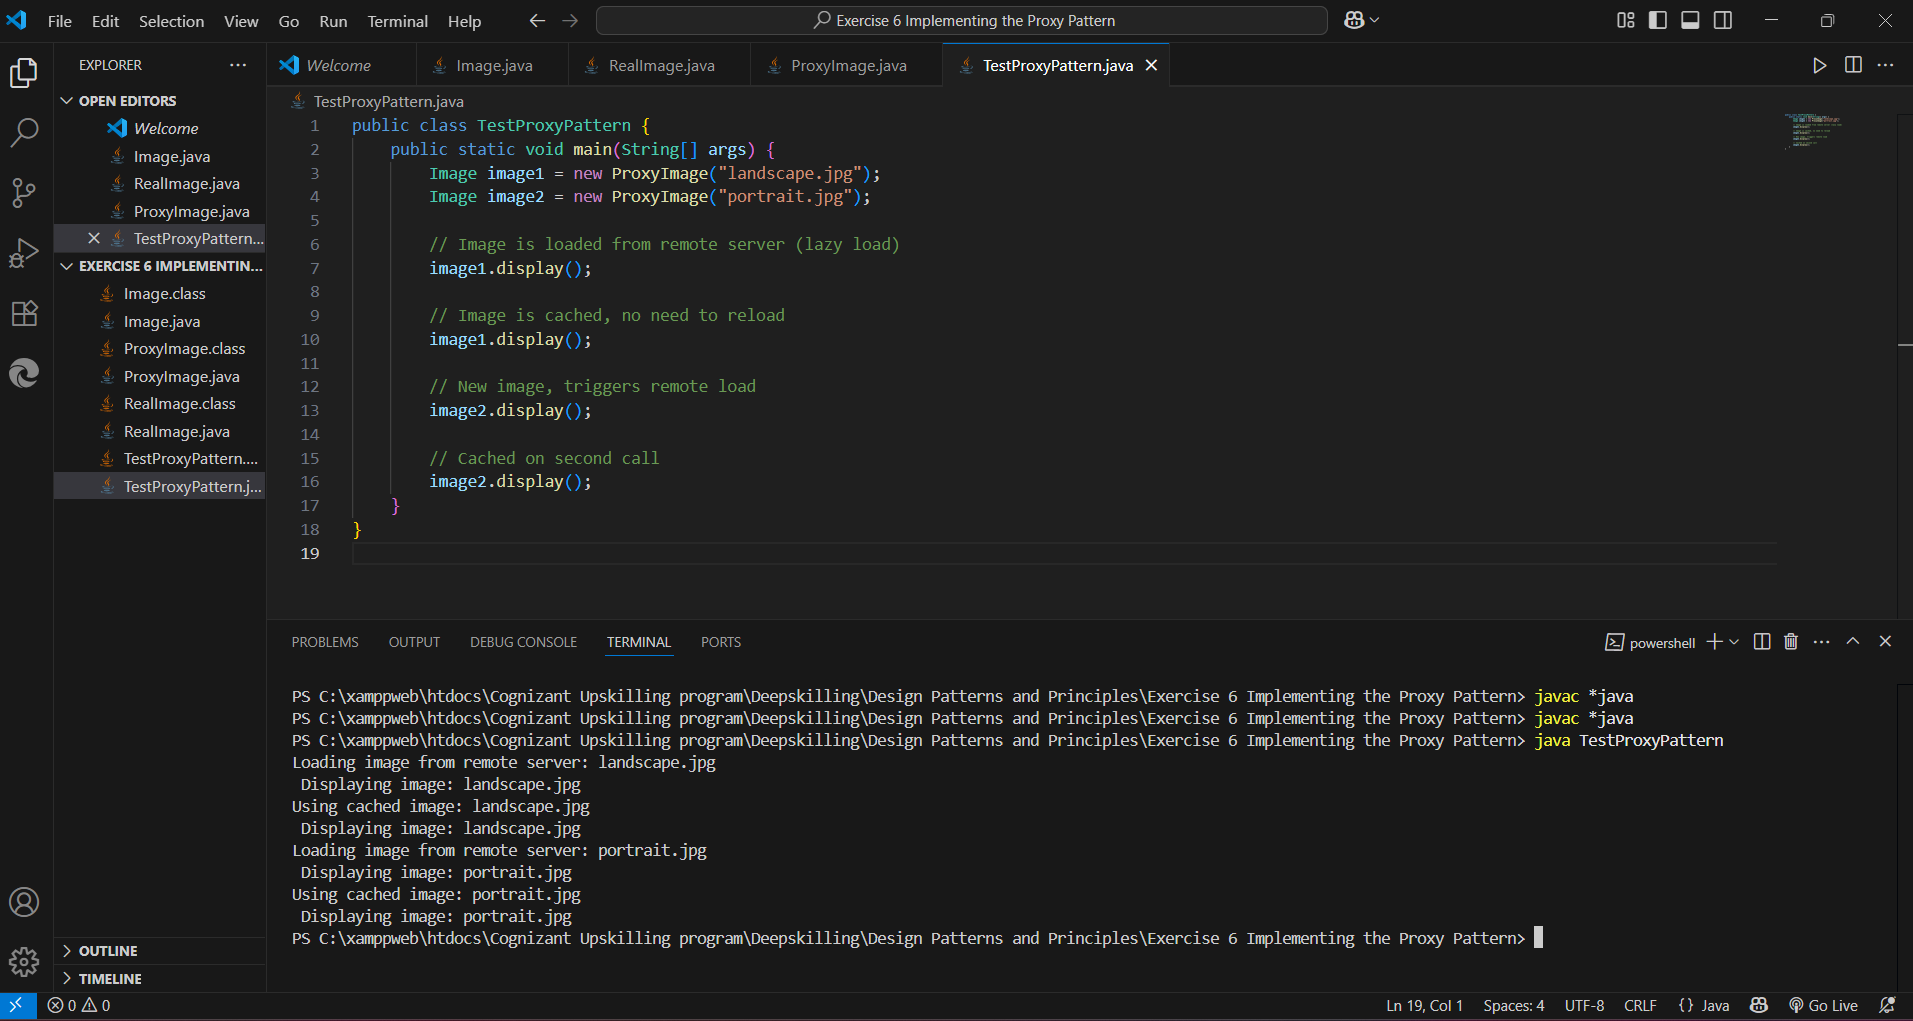 File Edit Selection View Go Run Terminal Help
Exercise 6 Implementing the Proxy Pattern
EXPLORER
OPEN EDITORS
Welcome
Image.java
RealImage.java
ProxyImage.java
TestProxyPattern...
EXERCISE 6 IMPLEMENTIN...
Image.class
Image.java
ProxyImage.class
ProxyImage.java
RealImage.class
RealImage.java
TestProxyPattern....
TestProxyPattern.j...
OUTLINE
TIMELINE
Welcome Image.java RealImage.java ProxyImage.java TestProxyPattern.java
TestProxyPattern.java
1 public class TestProxyPattern {
2 public static void main(String[] args) {
3 Image image1 = new ProxyImage("landscape.jpg");
4 Image image2 = new ProxyImage("portrait.jpg");
5
6 // Image is loaded from remote server (lazy load)
7 image1.display();
8
9 // Image is cached, no need to reload
10 image1.display();
11
12 // New image, triggers remote load
13 image2.display();
14
15 // Cached on second call
16 image2.display();
17 }
18 }
19
PROBLEMS OUTPUT DEBUG CONSOLE TERMINAL PORTS
powershell
PS C:\xamppweb\htdocs\Cognizant Upskilling program\Deepskilling\Design Patterns and Principles\Exercise 6 Implementing the Proxy Pattern> javac *java
PS C:\xamppweb\htdocs\Cognizant Upskilling program\Deepskilling\Design Patterns and Principles\Exercise 6 Implementing the Proxy Pattern> javac *java
PS C:\xamppweb\htdocs\Cognizant Upskilling program\Deepskilling\Design Patterns and Principles\Exercise 6 Implementing the Proxy Pattern> java TestProxyPattern
Loading image from remote server: landscape.jpg
Displaying image: landscape.jpg
Using cached image: landscape.jpg
Displaying image: landscape.jpg
Loading image from remote server: portrait.jpg
Displaying image: portrait.jpg
Using cached image: portrait.jpg
Displaying image: portrait.jpg
PS C:\xamppweb\htdocs\Cognizant Upskilling program\Deepskilling\Design Patterns and Principles\Exercise 6 Implementing the Proxy Pattern>
0 0 Ln 19, Col 1 Spaces: 4 UTF-8 CRLF {} Java Go Live